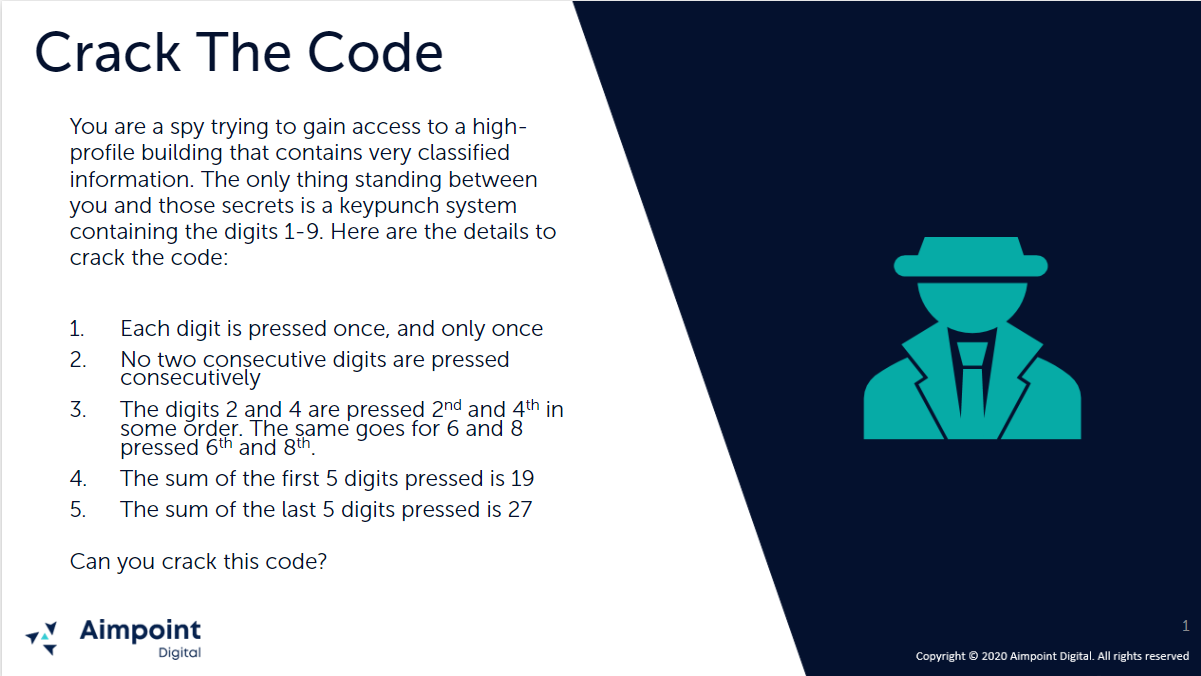 Crack The Code
You are a spy trying to gain access to a high-
profile building that contains very classified
information. The only thing standing between
you and those secrets is a keypunch system
containing the digits 1-9. Here are the details to
crack the code:
1. Each digit is pressed once, and only once
2. No two consecutive digits are pressed
consecutively
3. The digits 2 and 4 are pressed 2nd and 4th in
some order. The same goes for 6 and 8
pressed 6th and 8th.
4. The sum of the first 5 digits pressed is 19
5. The sum of the last 5 digits pressed is 27
Can you crack this code?
Aimpoint
Digital
1
Copyright © 2020 Aimpoint Digital. All rights reserved